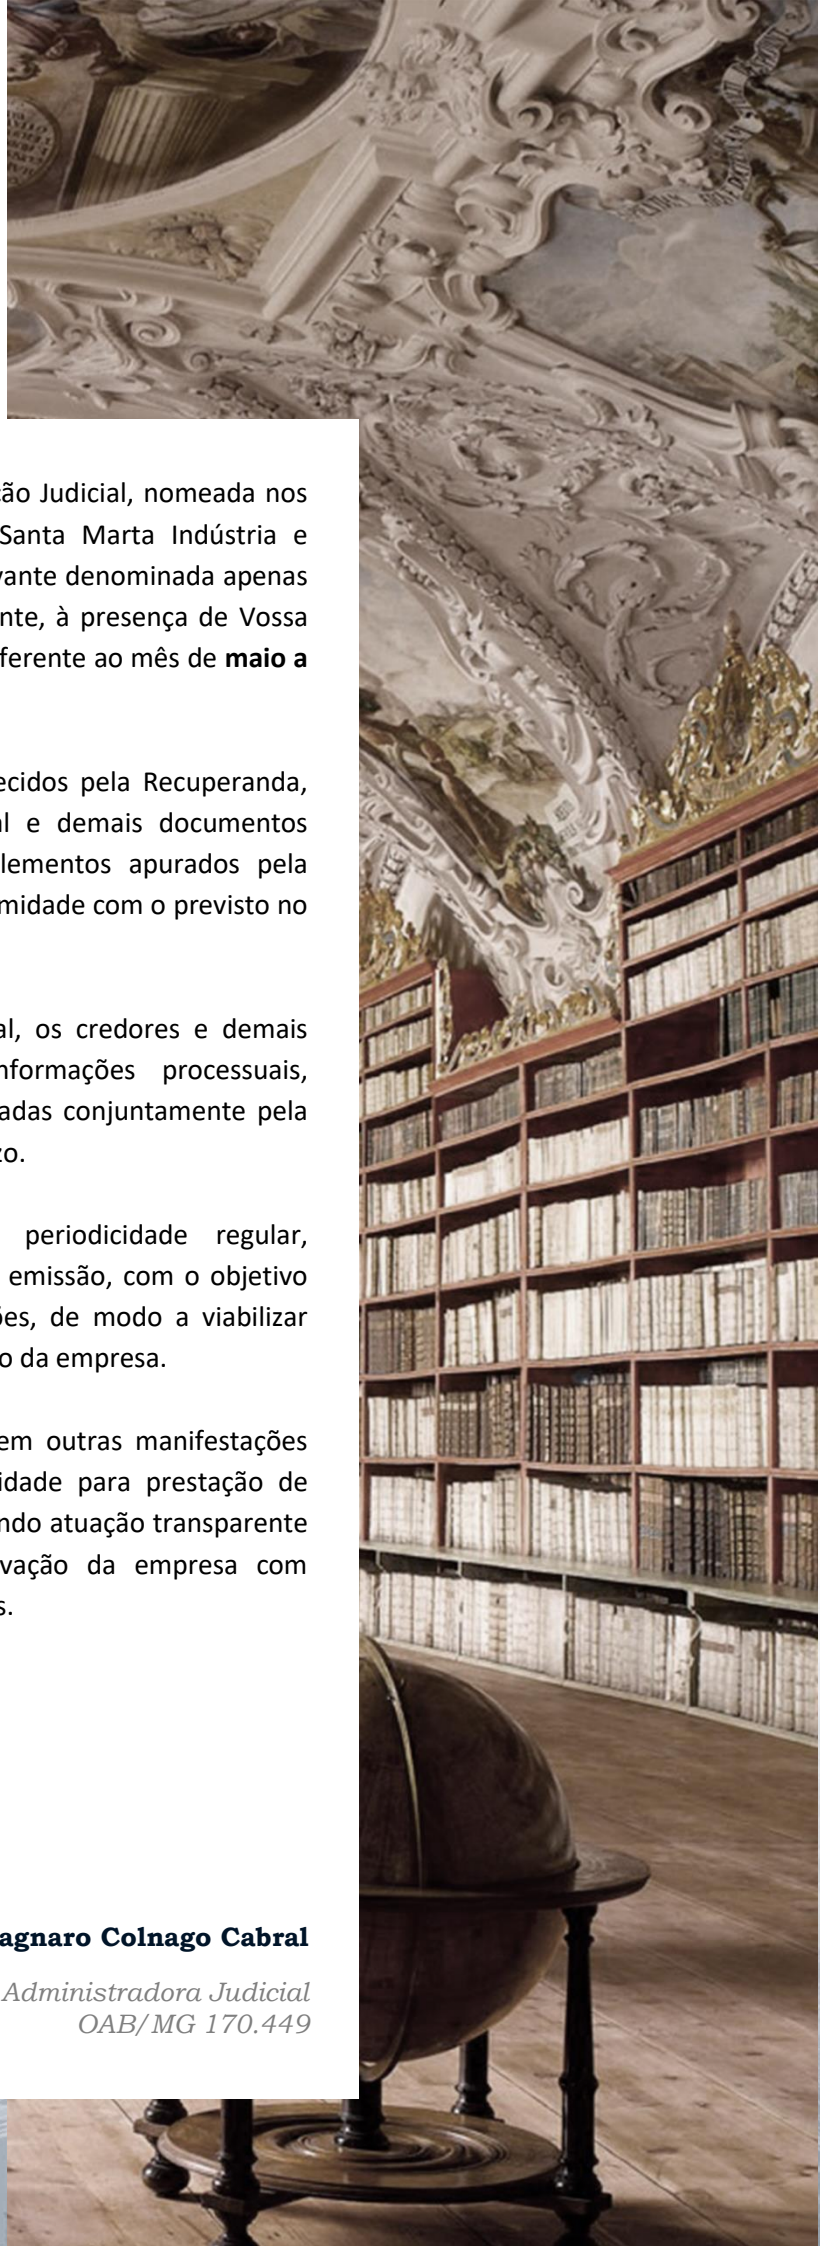 ão Judicial, nomeada nos
Santa Marta Indústria e
vante denominada apenas
nte, à presença de Vossa
ferente ao mês de maio a
ecidos pela Recuperanda,
l e demais documentos
lementos apurados pela
midade com o previsto no
al, os credores e demais
nformações processuais,
adas conjuntamente pela
zo.
periodicidade regular,
emissão, com o objetivo
ões, de modo a viabilizar
o da empresa.
em outras manifestações
idade para prestação de
ndo atuação transparente
vação da empresa com
s.
agnaro Colnago Cabral
Administradora Judicial
OAB/MG 170.449